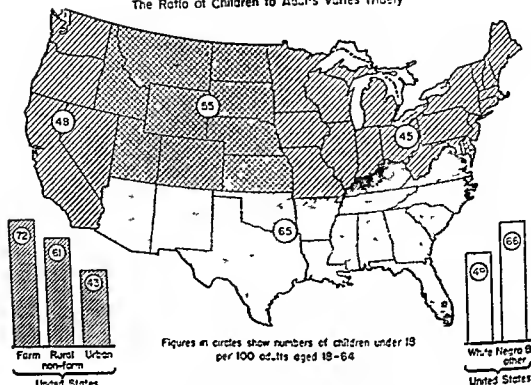 The Ratio of Children to Adults Varies Widely
48
55
45
65
72
61
43
49
66
Farm Rural Urban
non-farm
United States
Figures in circles show numbers of children under 18
per 100 adults aged 18-64
White Negro &
other
United States